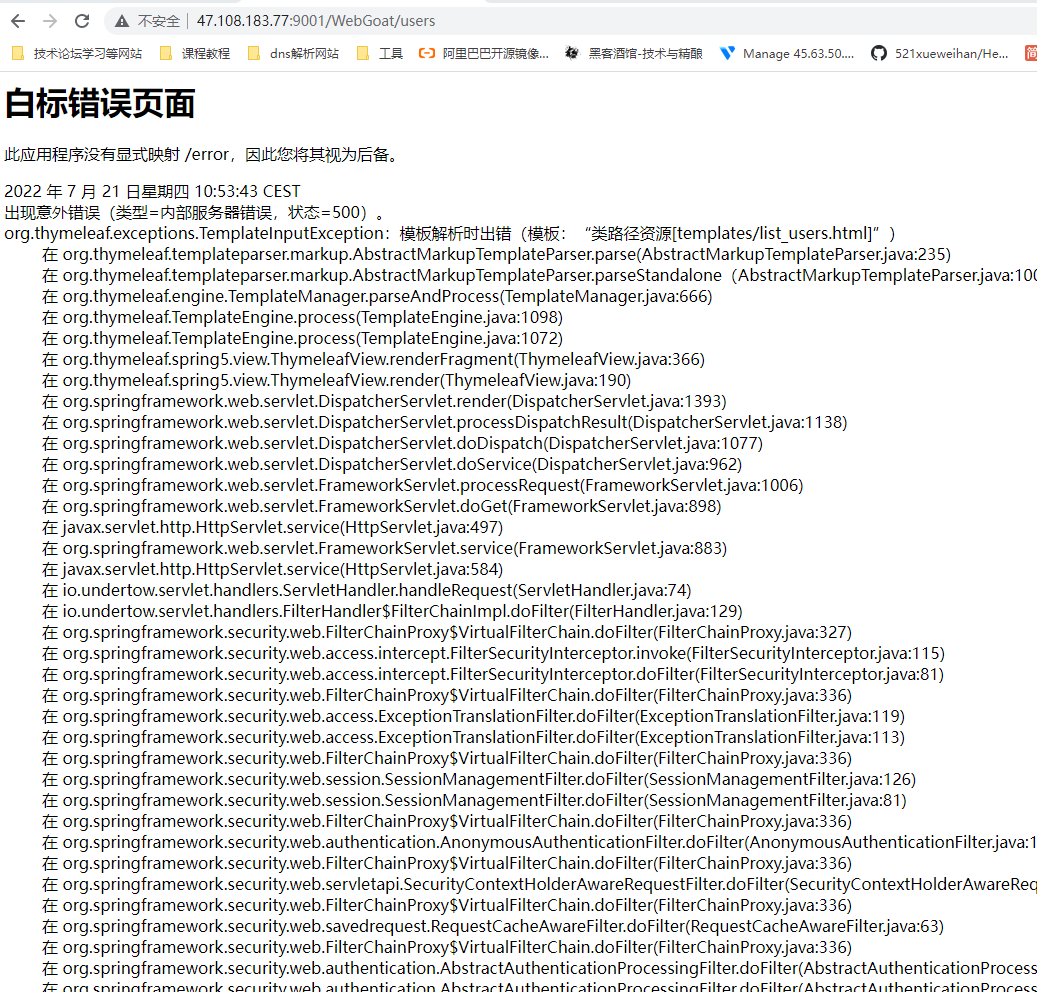 不安全 | 47.108.183.77:9001/WebGoat/users
技术论坛学习等网站 课程教程 dns解析网站 工具 阿里巴巴开源镜像... 黑客酒馆-技术与精酿 Manage 45.63.50.... 521xueweihan/He... 简
白标错误页面
此应用程序没有显式映射 /error，因此您将其视为后备。
2022 年 7 月 21 日星期四 10:53:43 CEST
出现意外错误（类型=内部服务器错误，状态=500）。
org.thymeleaf.exceptions.TemplateInputException：模板解析时出错（模板：“类路径资源[templates/list_users.html]”）
在 org.thymeleaf.templateparser.markup.AbstractMarkupTemplateParser.parse(AbstractMarkupTemplateParser.java:235)
在 org.thymeleaf.templateparser.markup.AbstractMarkupTemplateParser.parseStandalone（AbstractMarkupTemplateParser.java:100
在 org.thymeleaf.engine.TemplateManager.parseAndProcess(TemplateManager.java:666)
在 org.thymeleaf.TemplateEngine.process(TemplateEngine.java:1098)
在 org.thymeleaf.TemplateEngine.process(TemplateEngine.java:1072)
在 org.thymeleaf.spring5.view.ThymeleafView.renderFragment(ThymeleafView.java:366)
在 org.thymeleaf.spring5.view.ThymeleafView.render(ThymeleafView.java:190)
在 org.springframework.web.servlet.DispatcherServlet.render(DispatcherServlet.java:1393)
在 org.springframework.web.servlet.DispatcherServlet.processDispatchResult(DispatcherServlet.java:1138)
在 org.springframework.web.servlet.DispatcherServlet.doDispatch(DispatcherServlet.java:1077)
在 org.springframework.web.servlet.DispatcherServlet.doService(DispatcherServlet.java:962)
在 org.springframework.web.servlet.FrameworkServlet.processRequest(FrameworkServlet.java:1006)
在 org.springframework.web.servlet.FrameworkServlet.doGet(FrameworkServlet.java:898)
在 javax.servlet.http.HttpServlet.service(HttpServlet.java:497)
在 org.springframework.web.servlet.FrameworkServlet.service(FrameworkServlet.java:883)
在 javax.servlet.http.HttpServlet.service(HttpServlet.java:584)
在 io.undertow.servlet.handlers.ServletHandler.handleRequest(ServletHandler.java:74)
在 io.undertow.servlet.handlers.FilterHandler$FilterChainImpl.doFilter(FilterHandler.java:129)
在 org.springframework.security.web.FilterChainProxy$VirtualFilterChain.doFilter(FilterChainProxy.java:327)
在 org.springframework.security.web.access.intercept.FilterSecurityInterceptor.invoke(FilterSecurityInterceptor.java:115)
在 org.springframework.security.web.access.intercept.FilterSecurityInterceptor.doFilter(FilterSecurityInterceptor.java:81)
在 org.springframework.security.web.FilterChainProxy$VirtualFilterChain.doFilter(FilterChainProxy.java:336)
在 org.springframework.security.web.access.ExceptionTranslationFilter.doFilter(ExceptionTranslationFilter.java:119)
在 org.springframework.security.web.access.ExceptionTranslationFilter.doFilter(ExceptionTranslationFilter.java:113)
在 org.springframework.security.web.FilterChainProxy$VirtualFilterChain.doFilter(FilterChainProxy.java:336)
在 org.springframework.security.web.session.SessionManagementFilter.doFilter(SessionManagementFilter.java:126)
在 org.springframework.security.web.session.SessionManagementFilter.doFilter(SessionManagementFilter.java:81)
在 org.springframework.security.web.FilterChainProxy$VirtualFilterChain.doFilter(FilterChainProxy.java:336)
在 org.springframework.security.web.authentication.AnonymousAuthenticationFilter.doFilter(AnonymousAuthenticationFilter.java:1
在 org.springframework.security.web.FilterChainProxy$VirtualFilterChain.doFilter(FilterChainProxy.java:336)
在 org.springframework.security.web.servletapi.SecurityContextHolderAwareRequestFilter.doFilter(SecurityContextHolderAwareReq
在 org.springframework.security.web.FilterChainProxy$VirtualFilterChain.doFilter(FilterChainProxy.java:336)
在 org.springframework.security.web.savedrequest.RequestCacheAwareFilter.doFilter(RequestCacheAwareFilter.java:63)
在 org.springframework.security.web.FilterChainProxy$VirtualFilterChain.doFilter(FilterChainProxy.java:336)
在 org.springframework.security.web.authentication.AbstractAuthenticationProcessingFilter.doFilter(AbstractAuthenticationProcess
在 org.springframework.security.web.authentication.AbstractAuthenticationProcessingFilter.doFilter(AbstractAuthenticationProcess